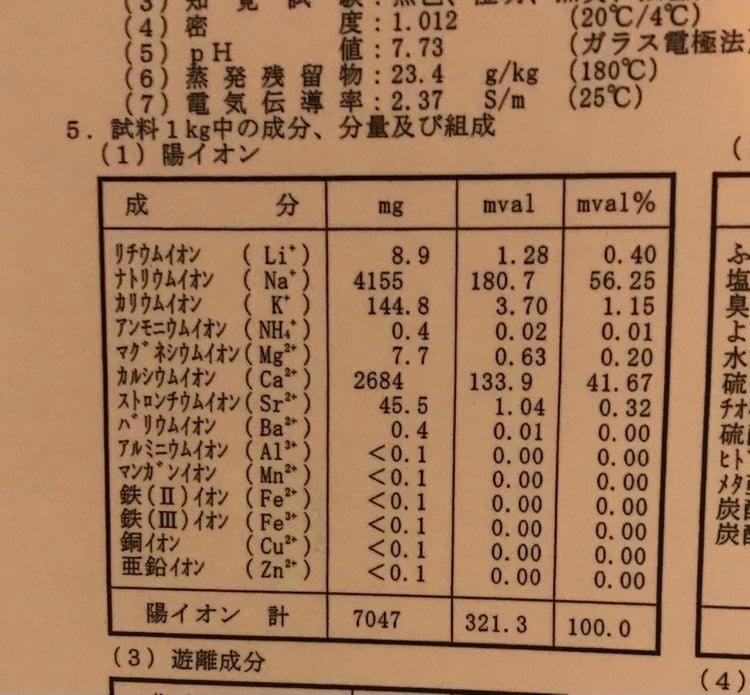 (4) 密度:1.012 (20℃/4℃)
(5) pH値:7.73 (ガラス電極法)
(6) 蒸発残留物:23.4 g/kg (180℃)
(7) 電気伝導率:2.37 S/m (25℃)
5. 試料1kg中の成分、分量及び組成
(1) 陽イオン
成分 mg mval mval%
リチウムイオン (Li⁺) 8.9 1.28 0.40
ナトリウムイオン (Na⁺) 4155 180.7 56.25
カリウムイオン (K⁺) 144.8 3.70 1.15
アンモニウムイオン (NH₄⁺) 0.4 0.02 0.01
マグネシウムイオン (Mg²⁺) 7.7 0.63 0.20
カルシウムイオン (Ca²⁺) 2684 133.9 41.67
ストロンチウムイオン (Sr²⁺) 45.5 1.04 0.32
バリウムイオン (Ba²⁺) 0.4 0.01 0.00
アルミニウムイオン (Al³⁺) <0.1 0.00 0.00
マンガンイオン (Mn²⁺) <0.1 0.00 0.00
鉄(II)イオン (Fe²⁺) <0.1 0.00 0.00
鉄(III)イオン (Fe³⁺) <0.1 0.00 0.00
銅イオン (Cu²⁺) <0.1 0.00 0.00
亜鉛イオン (Zn²⁺) <0.1 0.00 0.00
陽イオン 計 7047 321.3 100.0
(3) 遊離成分
(4)